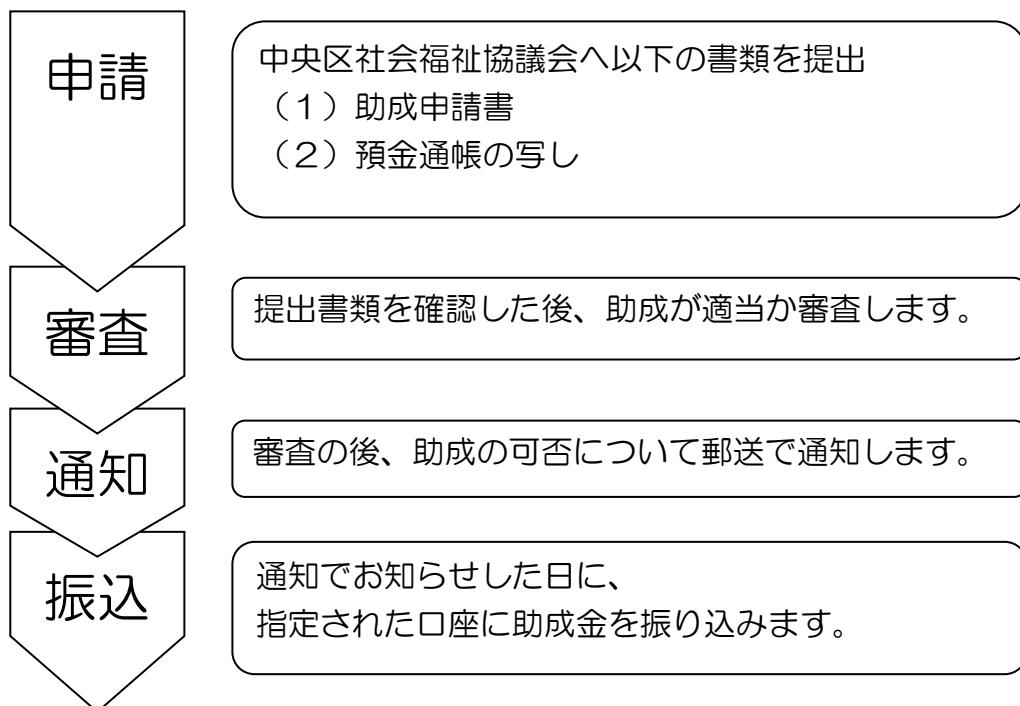 申請
中央区社会福祉協議会へ以下の書類を提出
（１）助成申請書
（２）預金通帳の写し
審査
提出書類を確認した後、助成が適当か審査します。
通知
審査の後、助成の可否について郵送で通知します。
振込
通知でお知らせした日に、
指定された口座に助成金を振り込みます。